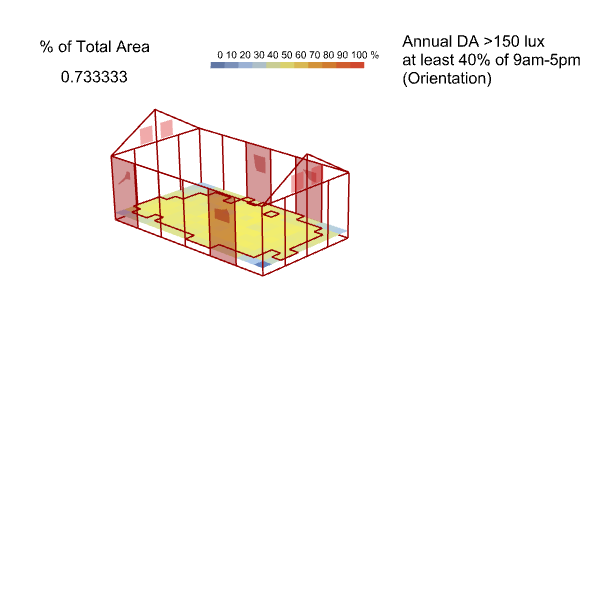 % of Total Area
0.733333
0 10 20 30 40 50 60 70 80 90 100 %
Annual DA >150 lux
at least 40% of 9am-5pm
(Orientation)